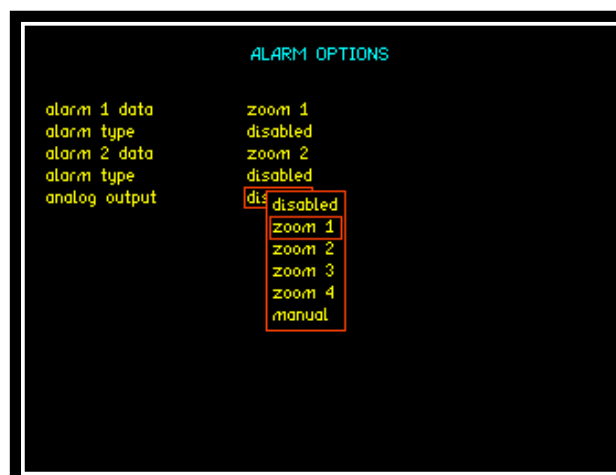 ALARM OPTIONS
alarm 1 data zoom 1
alarm type disabled
alarm 2 data zoom 2
alarm type disabled
analog output dis
disabled
zoom 1
zoom 2
zoom 3
zoom 4
manual